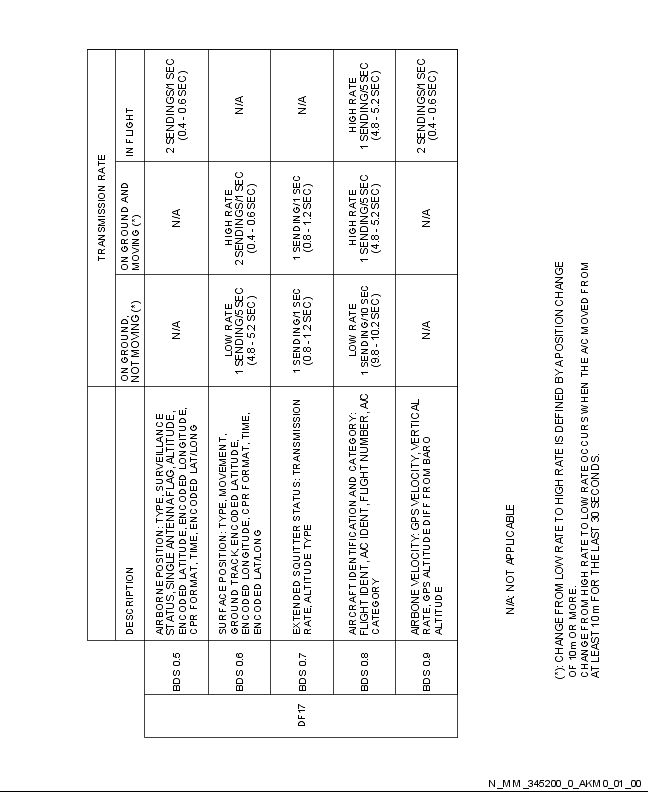 TRANSMISSION RATE
DESCRIPTION
ON GROUND,
NOT MOVING (*)
ON GROUND AND
MOVING (*)
IN FLIGHT
DF17
BDS 0.5
AIRBORNE POSITION: TYPE, SURVEILLANCE
STATUS, SINGLE ANTENNA FLAG, ALTITUDE,
ENCODED LATITUDE, ENCODED LONGITUDE,
CPR FORMAT, TIME, ENCODED LAT/LONG
N/A
N/A
2 SENDINGS/1 SEC
(0.4 - 0.6 SEC)
BDS 0.6
SURFACE POSITION: TYPE, MOVEMENT,
GROUND TRACK, ENCODED LATITUDE,
ENCODED LONGITUDE, CPR FORMAT, TIME,
ENCODED LAT/LONG
LOW RATE
1 SENDING/5 SEC
(4.8 - 5.2 SEC)
HIGH RATE
2 SENDINGS/1 SEC
(0.4 - 0.6 SEC)
N/A
BDS 0.7
EXTENDED SQUITTER STATUS: TRANSMISSION
RATE, ALTITUDE TYPE
1 SENDING/1 SEC
(0.8 - 1.2 SEC)
1 SENDING/1 SEC
(0.8 - 1.2 SEC)
N/A
BDS 0.8
AIRCRAFT IDENTIFICATION AND CATEGORY:
FLIGHT IDENT, A/C IDENT, FLIGHT NUMBER, A/C
CATEGORY
LOW RATE
1 SENDING/10 SEC
(9.8 - 10.2 SEC)
HIGH RATE
1 SENDING/5 SEC
(4.8 - 5.2 SEC)
HIGH RATE
1 SENDING/5 SEC
(4.8 - 5.2 SEC)
BDS 0.9
AIRBONE VELOCITY: GPS VELOCITY, VERTICAL
RATE, GPS ALTITUDE DIFF FROM BARO
ALTITUDE
N/A
N/A
2 SENDINGS/1 SEC
(0.4 - 0.6 SEC)
N/A: NOT APPLICABLE
(*): CHANGE FROM LOW RATE TO HIGH RATE IS DEFINED BY A POSITION CHANGE
OF 10m OR MORE.
CHANGE FROM HIGH RATE TO LOW RATE OCCURS WHEN THE A/C MOVED FROM
AT LEAST 10 m FOR THE LAST 30 SECONDS.
N_MM_345200_0_AKM0_01_00